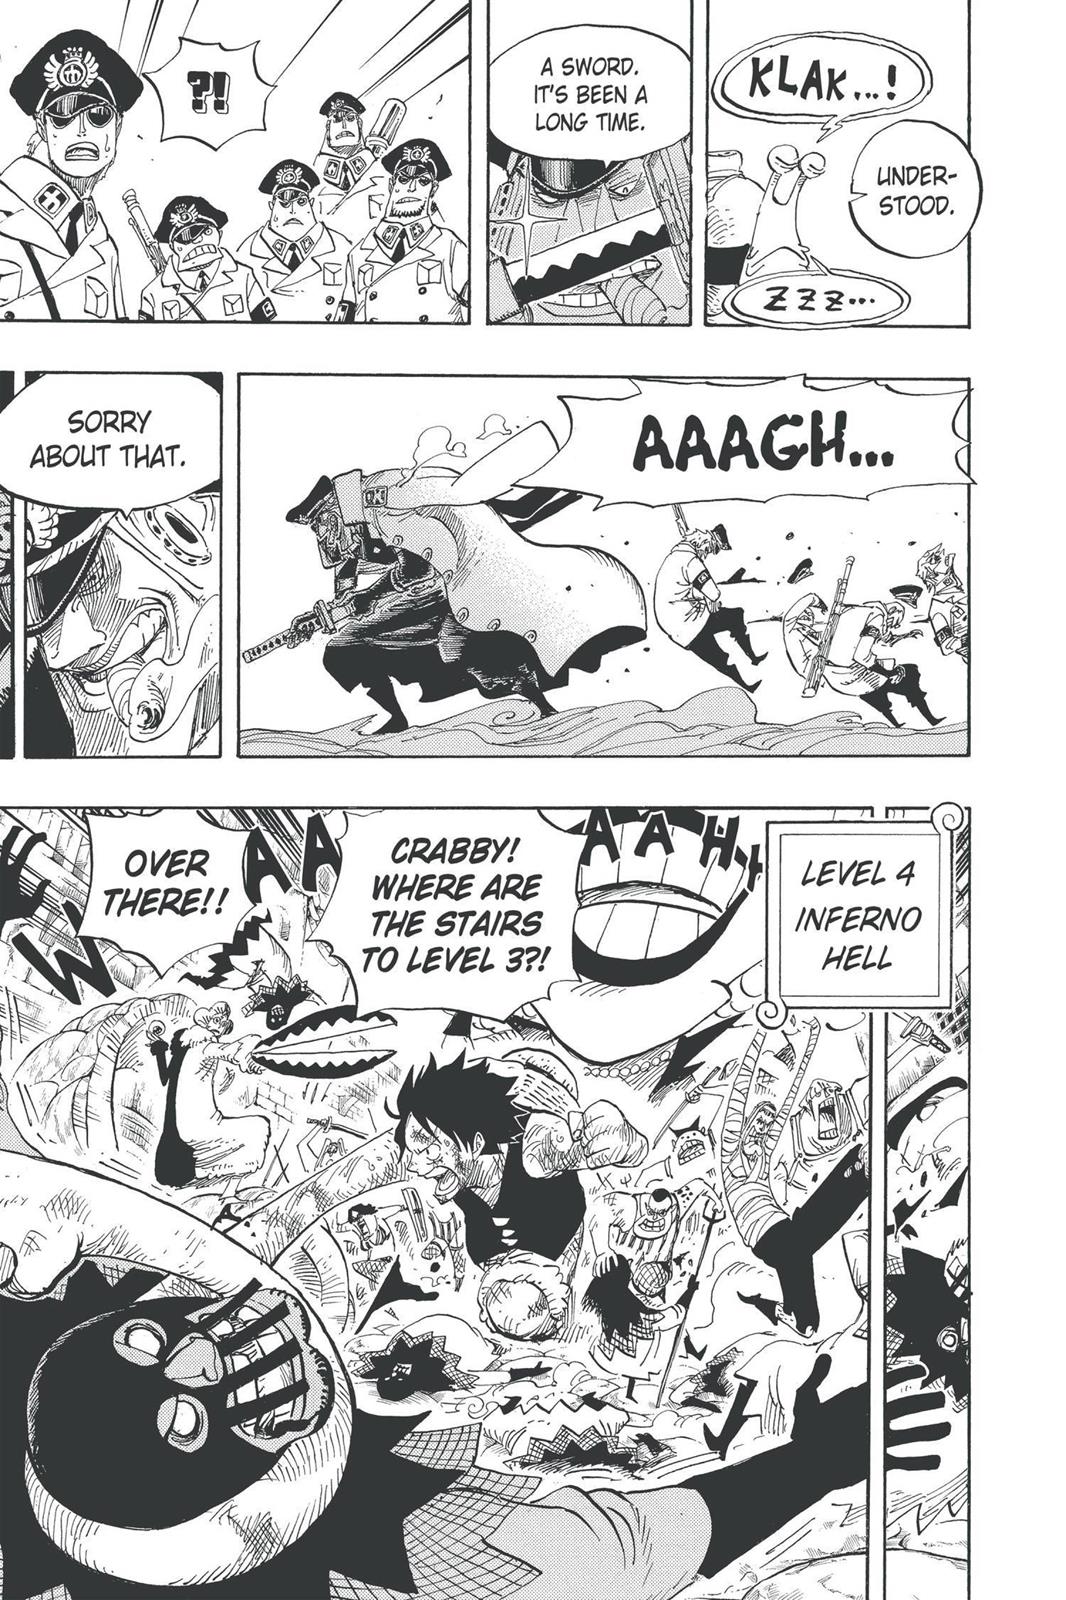 KLAK...!
UNDER-
STOOD.
ZZZ...
A SWORD.
IT'S BEEN A
LONG TIME.
?!
AAAGH...
SORRY
ABOUT THAT.
LEVEL 4
INFERNO
HELL
CRABBY!
WHERE ARE
THE STAIRS
TO LEVEL 3?!
OVER
THERE!!
WAAAAH